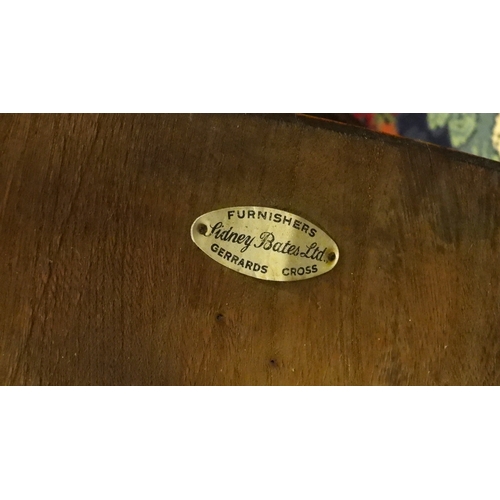 FURNISHERS
Sidney Bates Ltd.
GERRARDS CROSS